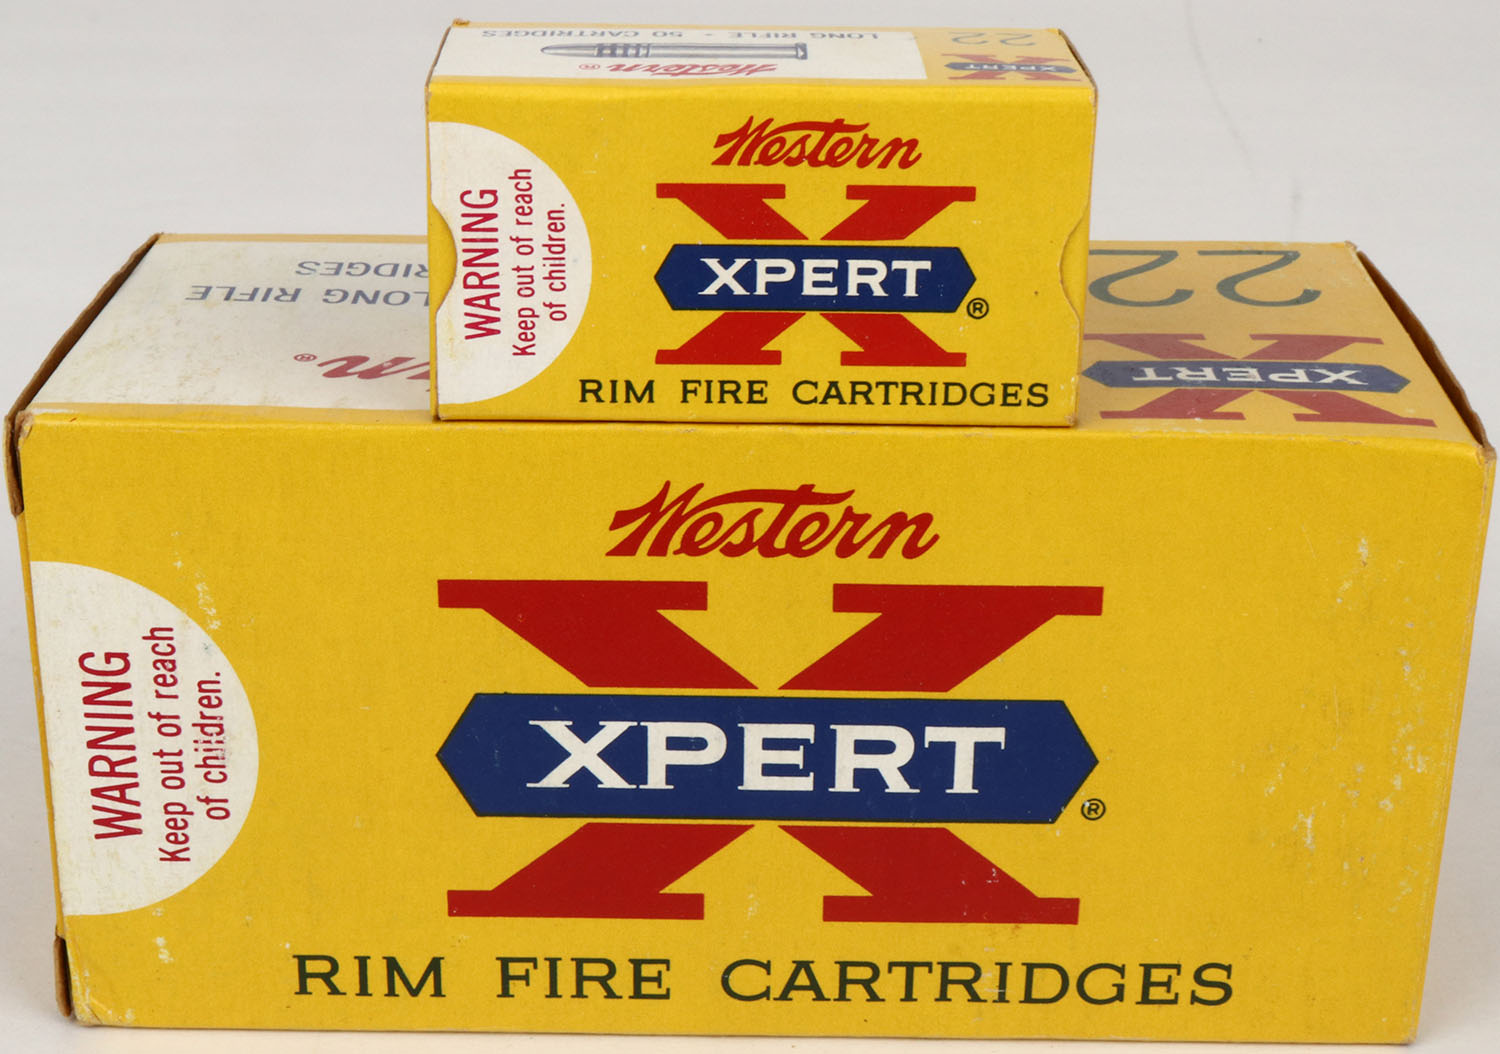 LONG RIFLE - 50 CARTRIDGES
Western ®
22
XPERT
Western
X
XPERT ®
RIM FIRE CARTRIDGES
WARNING
Keep out of reach
of children.
LONG RIFLE
RIDGES
rn ®
22
XPERT
Western
X
XPERT ®
RIM FIRE CARTRIDGES
WARNING
Keep out of reach
of children.